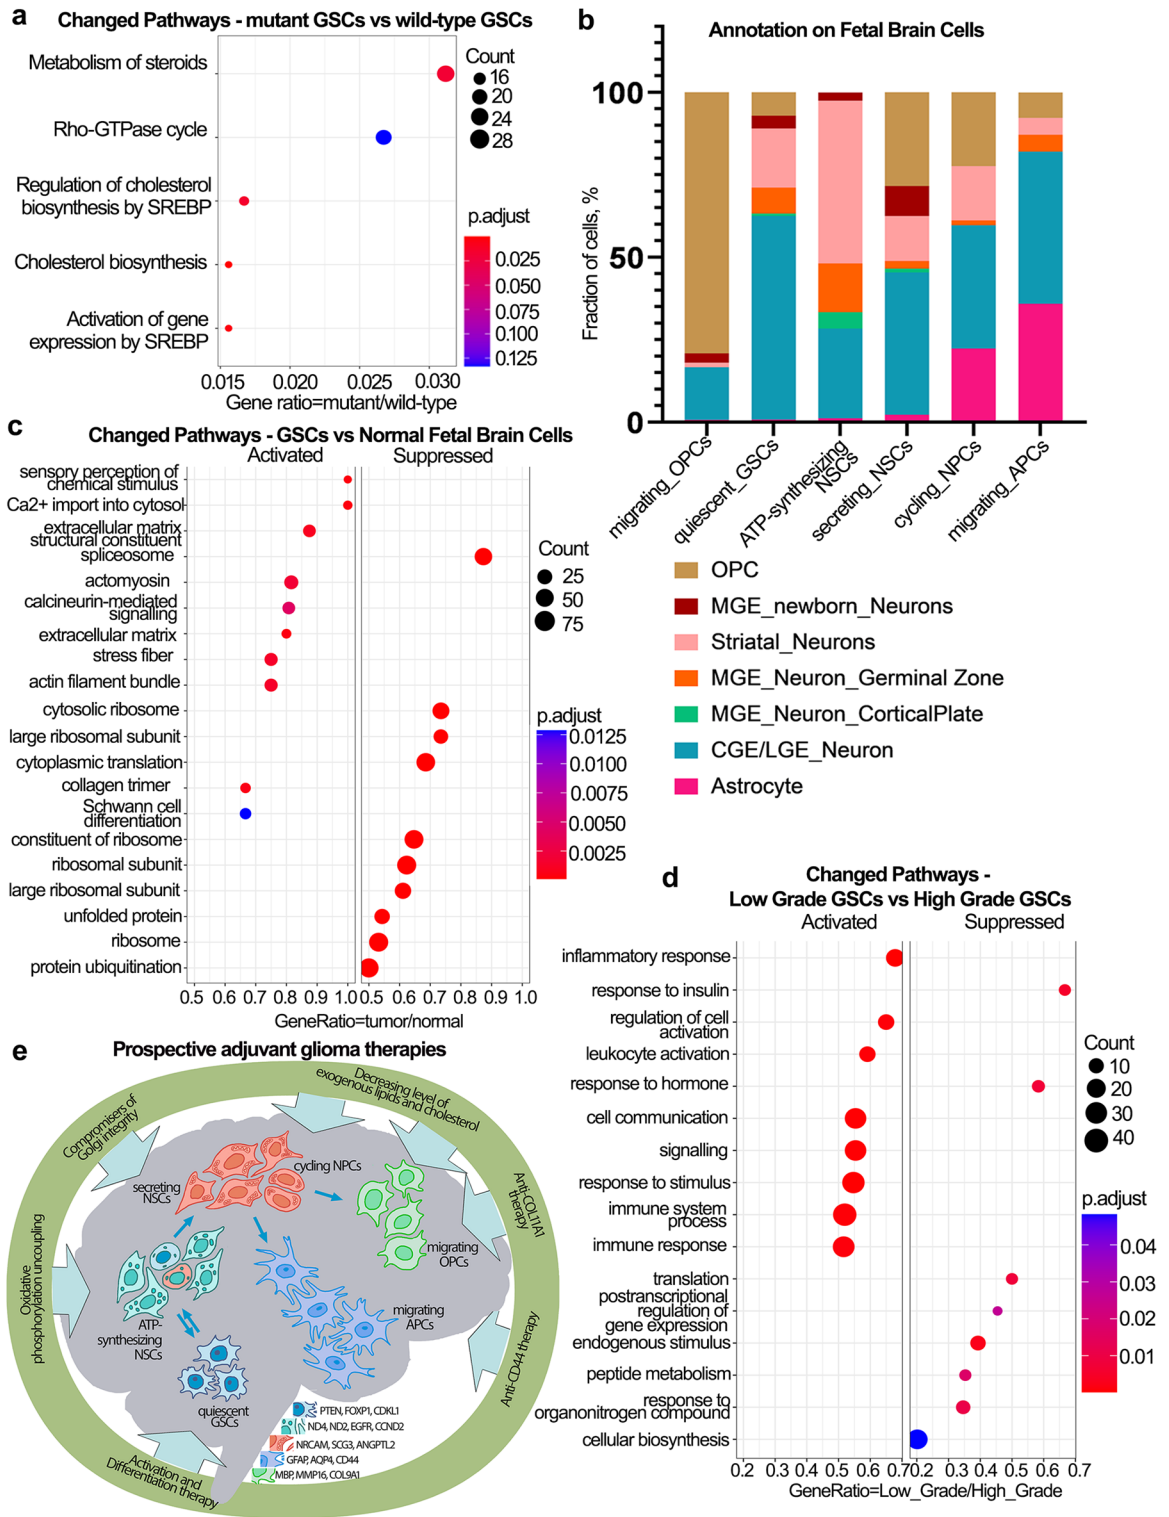 a
Changed Pathways - mutant GSCs vs wild-type GSCs
Metabolism of steroids
Rho-GTPase cycle
Regulation of cholesterol
biosynthesis by SREBP
Cholesterol biosynthesis
Activation of gene
expression by SREBP
0.015 0.020 0.025 0.030
Gene ratio=mutant/wild-type
Count
16
20
24
28
p.adjust
0.025
0.050
0.075
0.100
0.125
b
Annotation on Fetal Brain Cells
Fraction of cells, %
100
50
0
migrating_OPCs
quiescent_GSCs
ATP-synthesizing
NSCs
secreting_NSCs
cycling_NPCs
migrating_APCs
OPC
MGE_newborn_Neurons
Striatal_Neurons
MGE_Neuron_Germinal Zone
MGE_Neuron_CorticalPlate
CGE/LGE_Neuron
Astrocyte
c
Changed Pathways - GSCs vs Normal Fetal Brain Cells
Activated Suppressed
sensory perception of
chemical stimulus
Ca2+ import into cytosol
extracellular matrix
structural constituent
spliceosome
actomyosin
calcineurin-mediated
signalling
extracellular matrix
stress fiber
actin filament bundle
cytosolic ribosome
large ribosomal subunit
cytoplasmic translation
collagen trimer
Schwann cell
differentiation
constituent of ribosome
ribosomal subunit
large ribosomal subunit
unfolded protein
ribosome
protein ubiquitination
0.5 0.6 0.7 0.8 0.9 1.0 0.5 0.6 0.7 0.8 0.9 1.0
GeneRatio=tumor/normal
Count
25
50
75
p.adjust
0.0125
0.0100
0.0075
0.0050
0.0025
d
Changed Pathways -
Low Grade GSCs vs High Grade GSCs
Activated Suppressed
inflammatory response
response to insulin
regulation of cell
activation
leukocyte activation
response to hormone
cell communication
signalling
response to stimulus
immune system
process
immune response
translation
postranscriptional
regulation of
gene expression
endogenous stimulus
peptide metabolism
response to
organonitrogen compound
cellular biosynthesis
0.2 0.3 0.4 0.5 0.6 0.7 0.2 0.3 0.4 0.5 0.6 0.7
GeneRatio=Low_Grade/High_Grade
Count
10
20
30
40
p.adjust
0.04
0.03
0.02
0.01
e
Prospective adjuvant glioma therapies
Compromisers of
Golgi integrity
Decreasing level of
exogenous lipids and cholesterol
Anti-COL11A1
therapy
Anti-CD44 therapy
Oxidative
phosphorylation uncoupling
Activation and
Differentiation therapy
secreting
NSCs
cycling NPCs
migrating
OPCs
migrating
APCs
ATP-
synthesizing
NSCs
quiescent
GSCs
PTEN, FOXP1, CDKL1
ND4, ND2, EGFR, CCND2
NRCAM, SCG3, ANGPTL2
GFAP, AQP4, CD44
MBP, MMP16, COL9A1